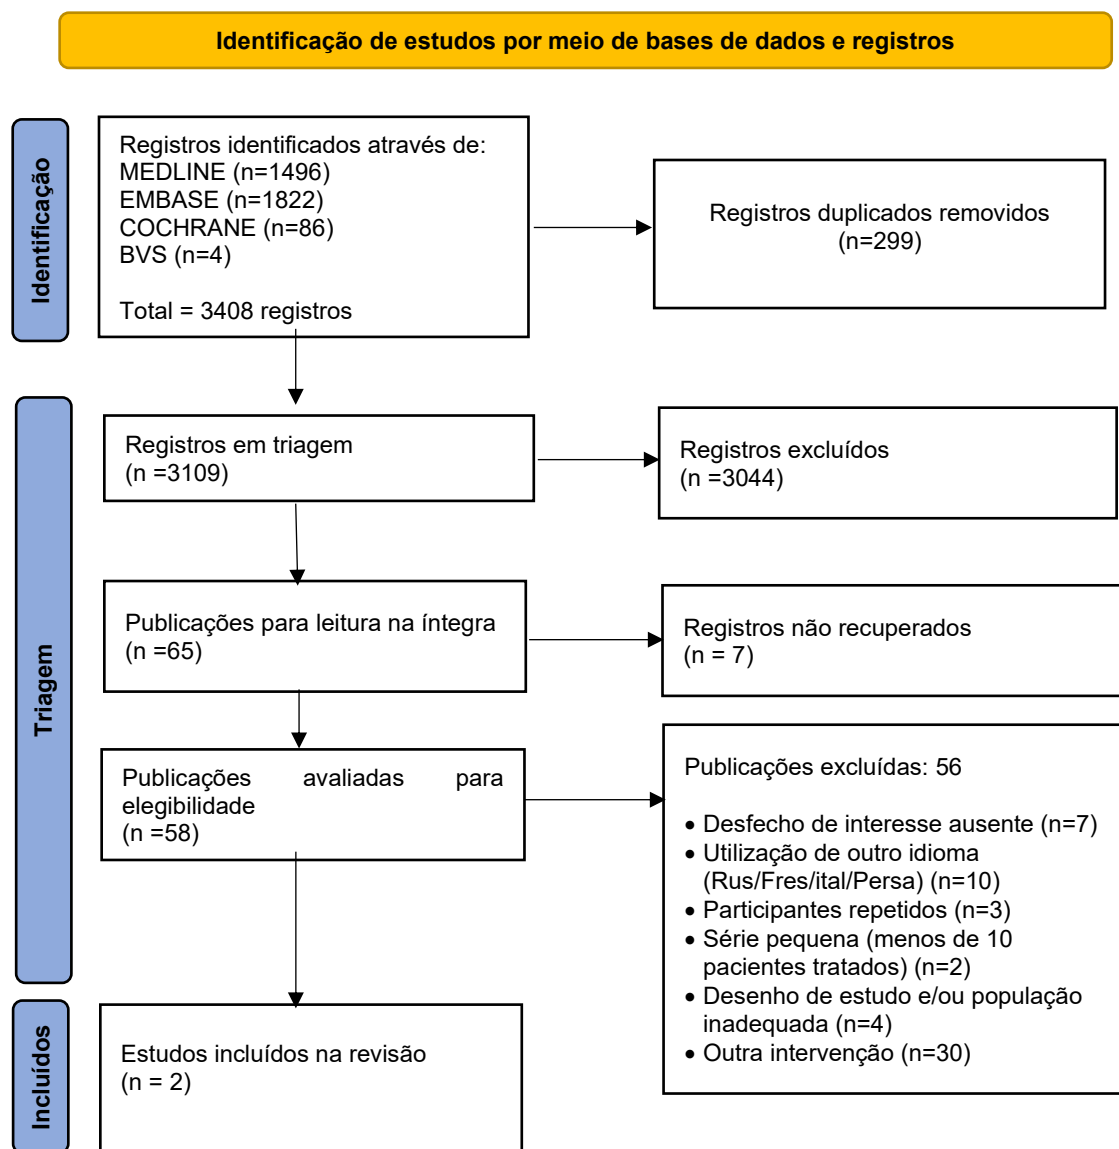 Identificação de estudos por meio de bases de dados e registros
Identificação
Registros identificados através de:
MEDLINE (n=1496)
EMBASE (n=1822)
COCHRANE (n=86)
BVS (n=4)
Total = 3408 registros
Registros duplicados removidos
(n=299)
Triagem
Registros em triagem
(n =3109)
Registros excluídos
(n =3044)
Publicações para leitura na íntegra
(n =65)
Registros não recuperados
(n = 7)
Publicações avaliadas para
elegibilidade
(n =58)
Publicações excluídas: 56
• Desfecho de interesse ausente (n=7)
• Utilização de outro idioma
(Rus/Fres/ital/Persa) (n=10)
• Participantes repetidos (n=3)
• Série pequena (menos de 10
pacientes tratados) (n=2)
• Desenho de estudo e/ou população
inadequada (n=4)
• Outra intervenção (n=30)
Incluídos
Estudos incluídos na revisão
(n = 2)